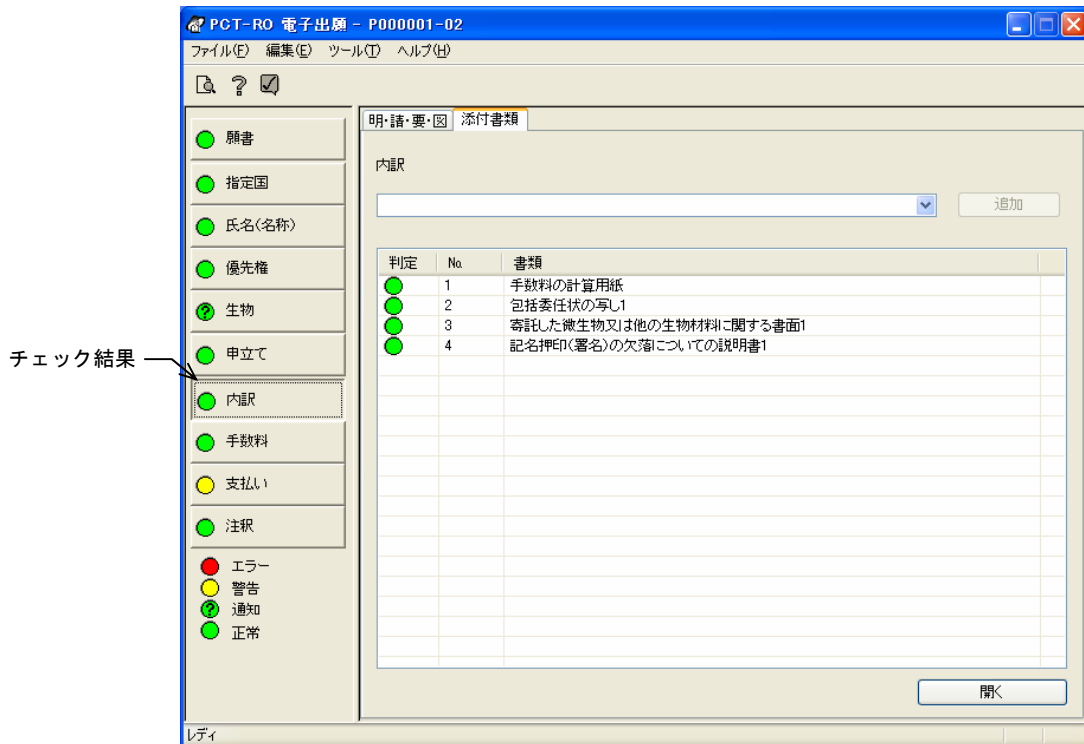 PCT-RO 電子出願 - P000001-02
ファイル(F) 編集(E) ツール(T) ヘルプ(H)
明・請・要・図 添付書類
願書
指定国
氏名(名称)
優先権
生物
申立て
チェック結果
内訳
手数料
支払い
注釈
エラー
警告
通知
正常
内訳
追加
判定 No. 書類
1 手数料の計算用紙
2 包括委任状の写し1
3 寄託した微生物又は他の生物材料に関する書面1
4 記名押印(署名)の欠落についての説明書1
開く
レディ